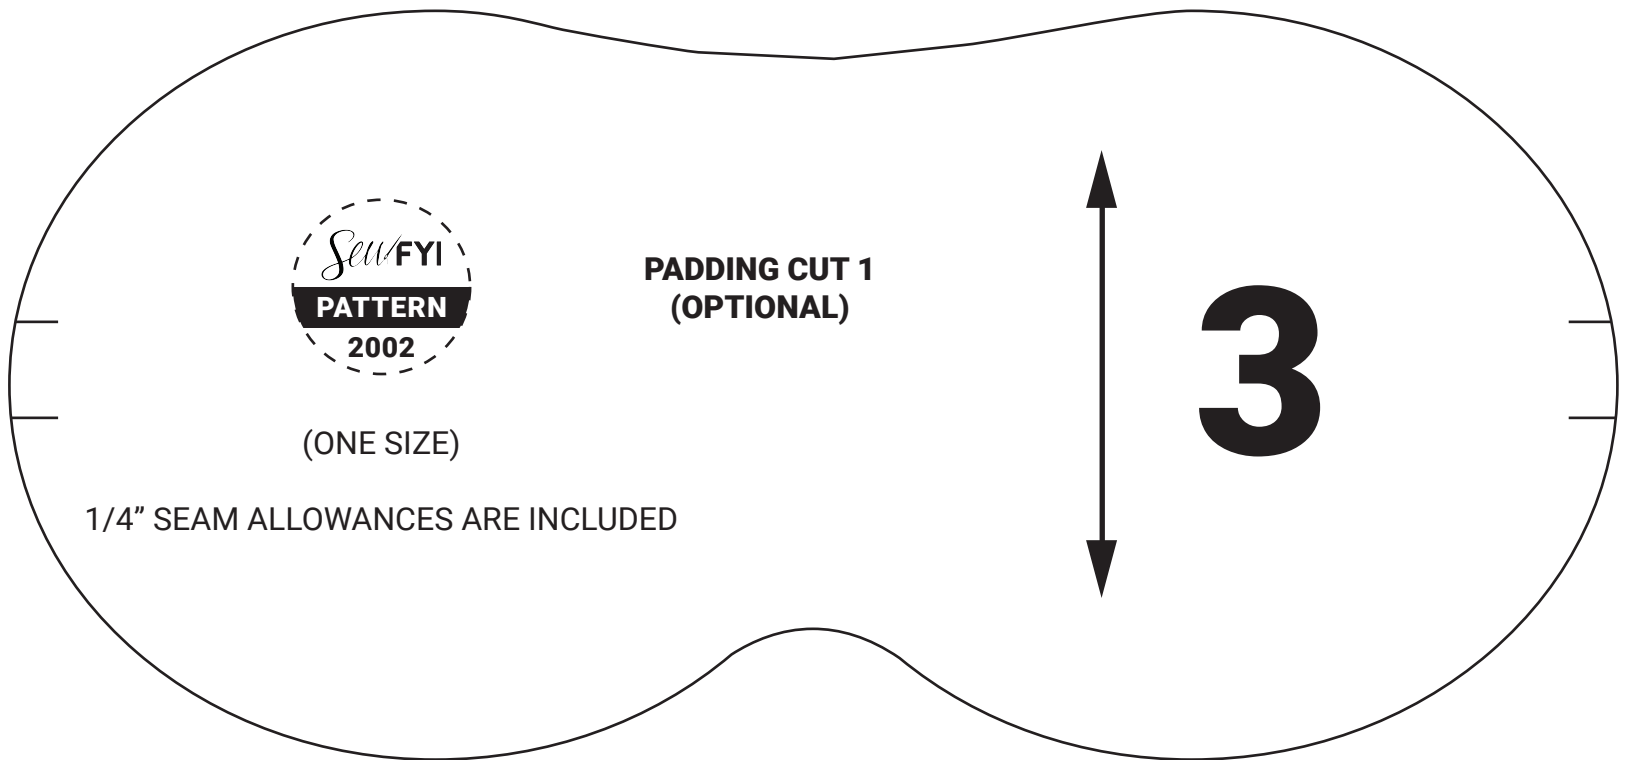 Sew FYI
PATTERN
2002
PADDING CUT 1
(OPTIONAL)
3
(ONE SIZE)
1/4” SEAM ALLOWANCES ARE INCLUDED